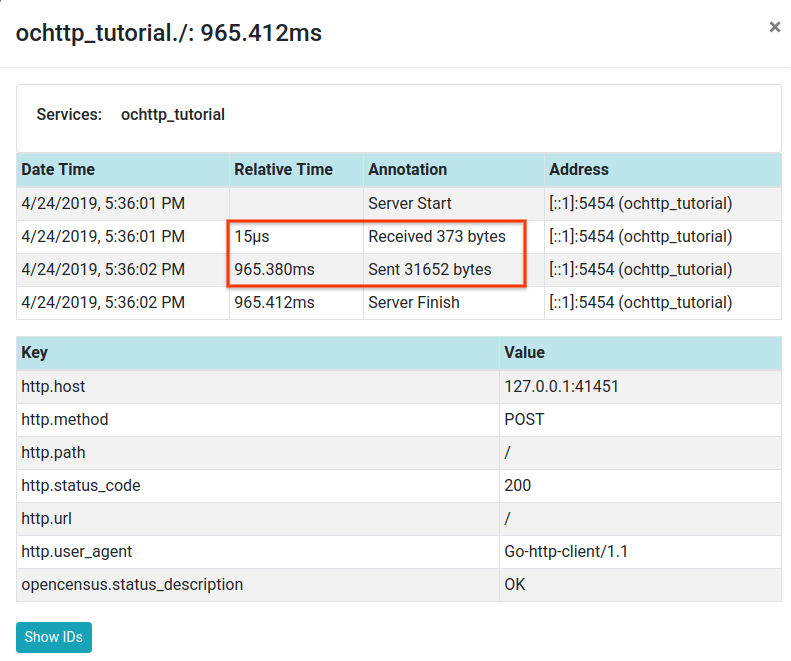 ochttp_tutorial./: 965.412ms
×
Services: ochttp_tutorial
Date Time Relative Time Annotation Address
4/24/2019, 5:36:01 PM Server Start [::1]:5454 (ochttp_tutorial)
4/24/2019, 5:36:01 PM 15μs Received 373 bytes [::1]:5454 (ochttp_tutorial)
4/24/2019, 5:36:02 PM 965.380ms Sent 31652 bytes [::1]:5454 (ochttp_tutorial)
4/24/2019, 5:36:02 PM 965.412ms Server Finish [::1]:5454 (ochttp_tutorial)
Key Value
http.host 127.0.0.1:41451
http.method POST
http.path /
http.status_code 200
http.url /
http.user_agent Go-http-client/1.1
opencensus.status_description OK
Show IDs